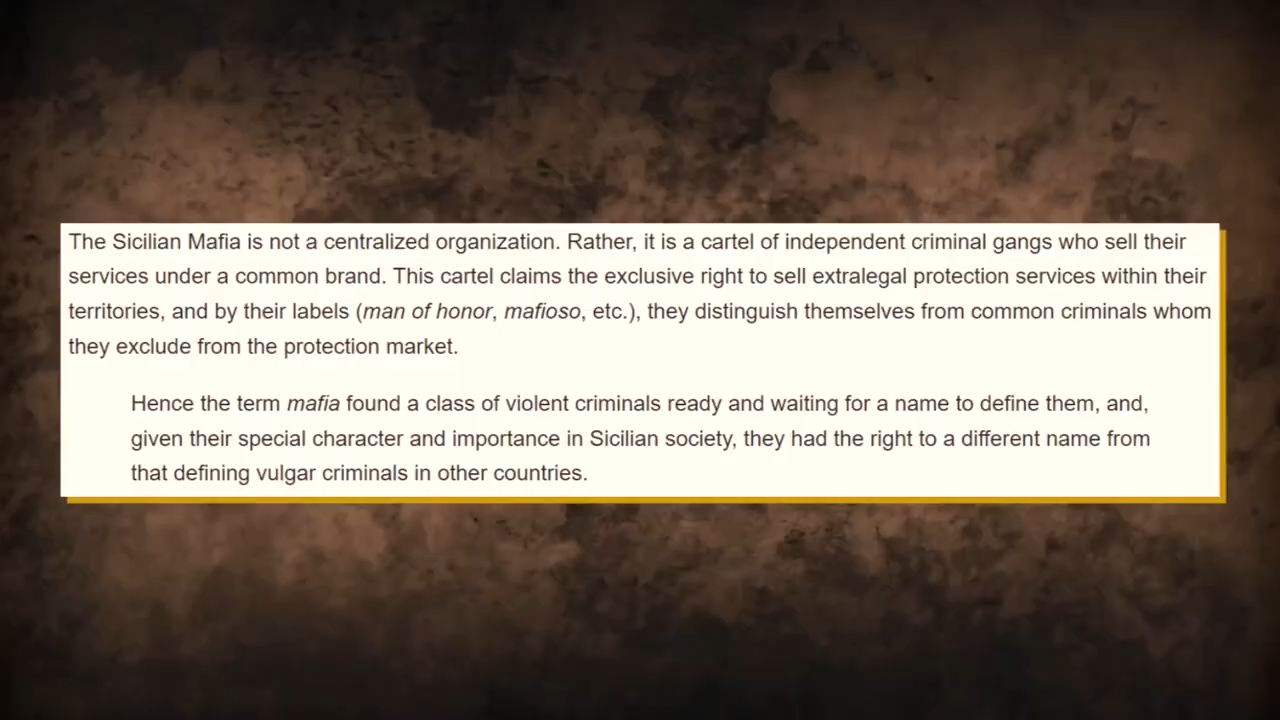 The Sicilian Mafia is not a centralized organization. Rather, it is a cartel of independent criminal gangs who sell their
services under a common brand. This cartel claims the exclusive right to sell extralegal protection services within their
territories, and by their labels (man of honor, mafioso, etc.), they distinguish themselves from common criminals whom
they exclude from the protection market.
Hence the term mafia found a class of violent criminals ready and waiting for a name to define them, and,
given their special character and importance in Sicilian society, they had the right to a different name from
that defining vulgar criminals in other countries.